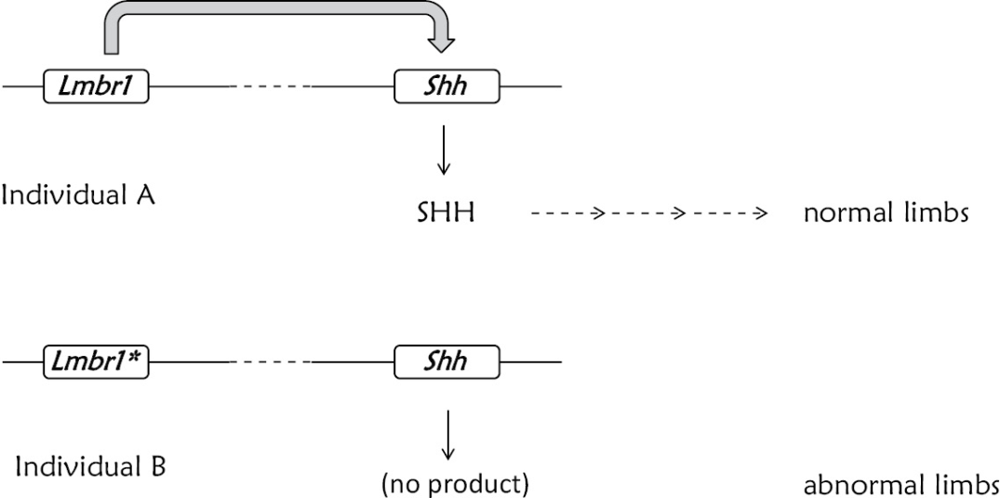 Lmbr1
Shh
Individual A
SHH
normal limbs
Lmbr1*
Shh
Individual B
(no product)
abnormal limbs